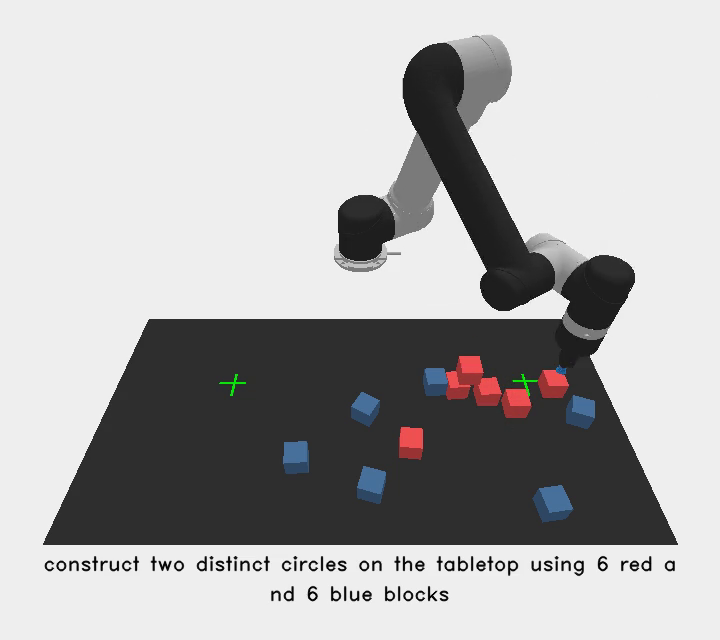 construct two distinct circles on the tabletop using 6 red a
nd 6 blue blocks